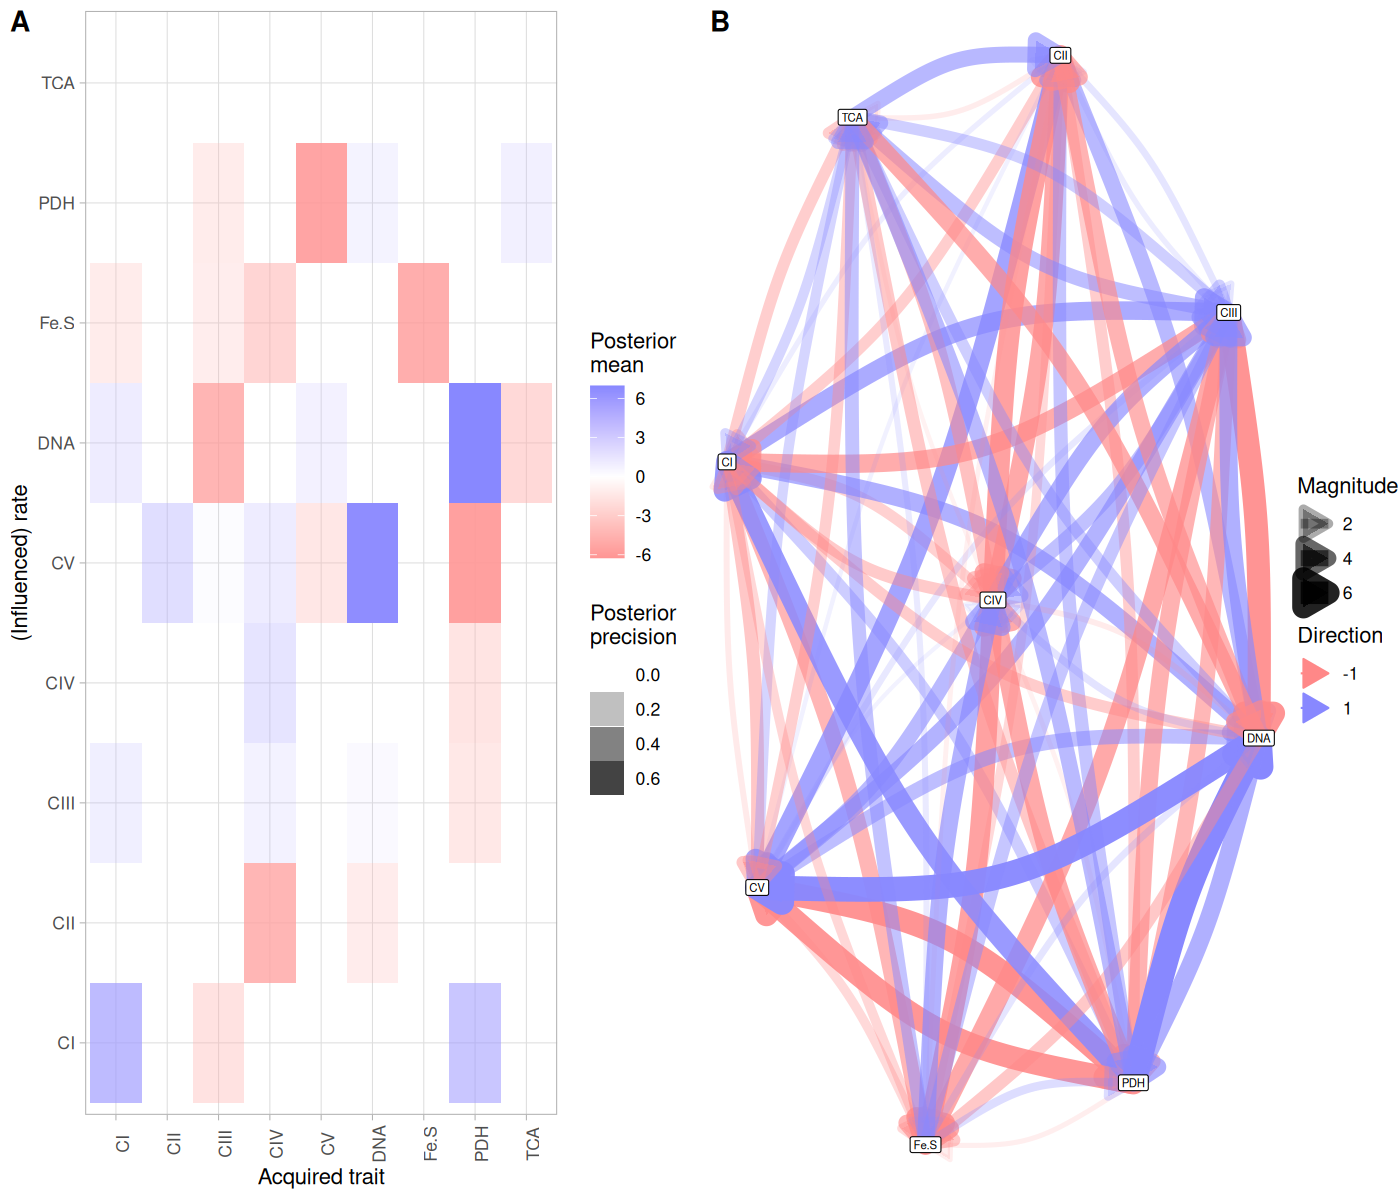 A
(Influenced) rate
TCA
PDH
Fe.S
DNA
CV
CIV
CIII
CII
CI
CI
CII
CIII
CIV
CV
DNA
Fe.S
PDH
TCA
Acquired trait
Posterior
mean
6
3
0
-3
-6
Posterior
precision
0.0
0.2
0.4
0.6
B
CII
TCA
CIII
CI
CIV
DNA
CV
PDH
Fe.S
Magnitude
2
4
6
Direction
-1
1